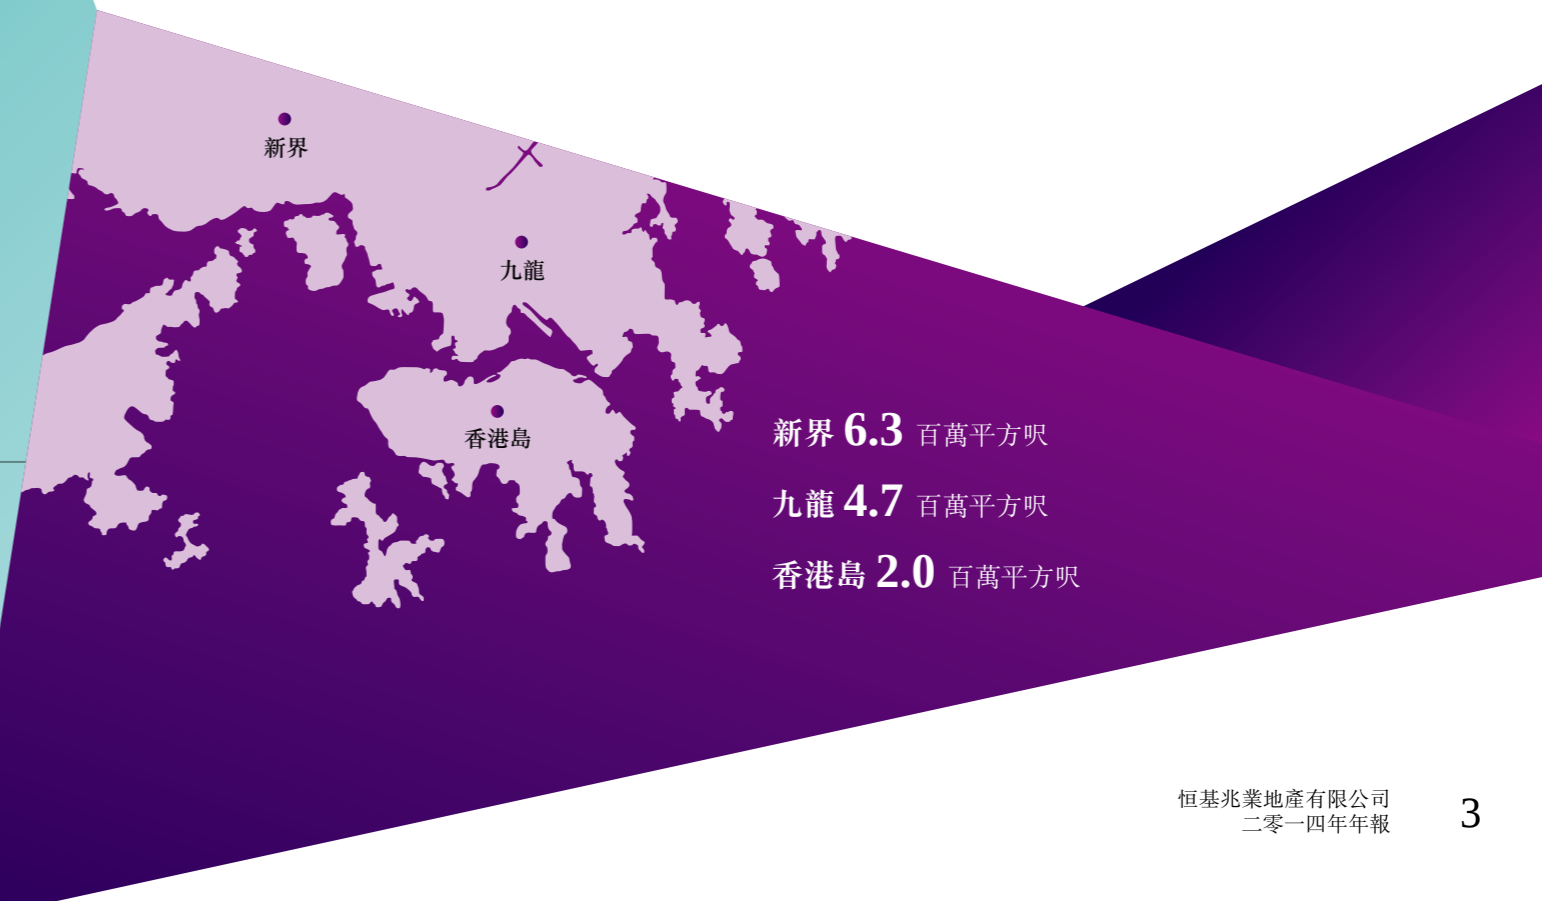 新界
九龍
香港島
新界 6.3 百萬平方呎
九龍 4.7 百萬平方呎
香港島 2.0 百萬平方呎
恒基兆業地產有限公司
二零一四年年報
3